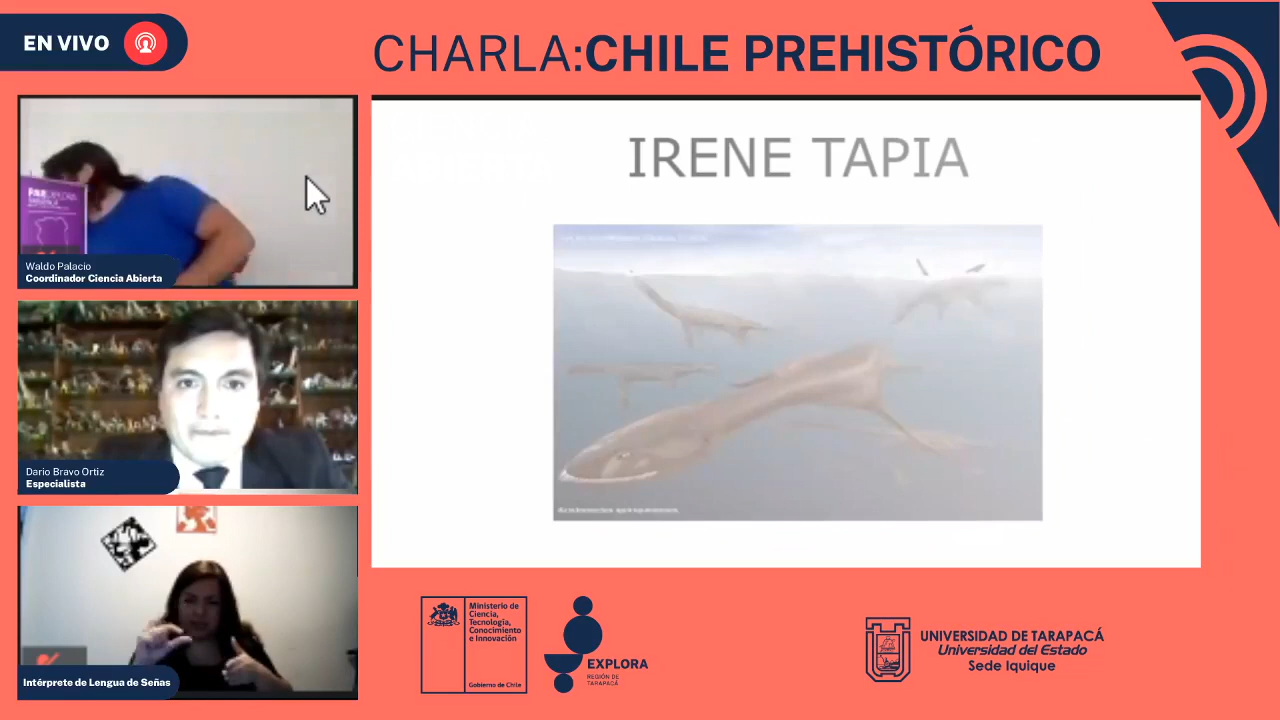 EN VIVO
CHARLA:CHILE PREHISTÓRICO
IRENE TAPIA
Waldo Palacio
Coordinador Ciencia Abierta
Dario Bravo Ortiz
Especialista
Intérprete de Lengua de Señas
Ministerio de
Ciencia,
Tecnología,
Conocimiento
e Innovación
Gobierno de Chile
EXPLORA
REGIÓN DE
TARAPACÁ
UNIVERSIDAD DE TARAPACÁ
Universidad del Estado
Sede Iquique